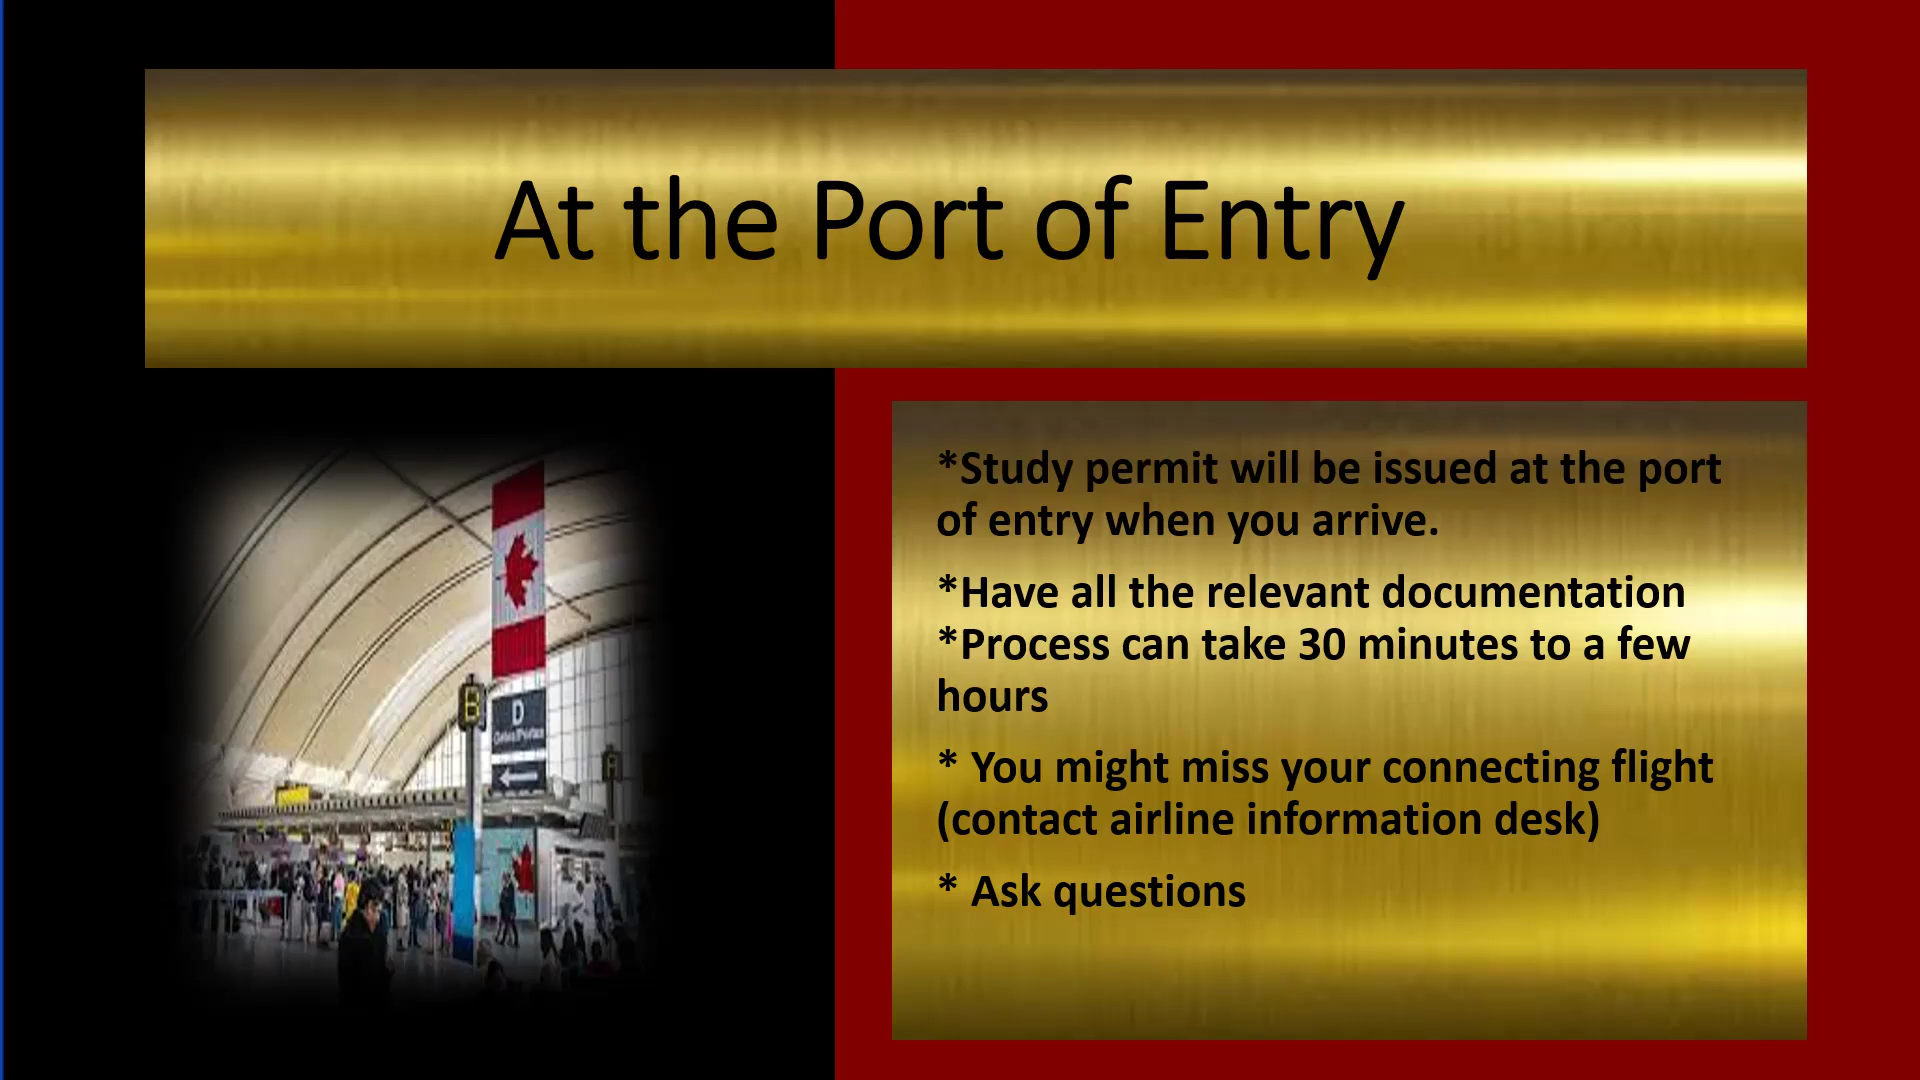 At the Port of Entry
*Study permit will be issued at the port
of entry when you arrive.
*Have all the relevant documentation
*Process can take 30 minutes to a few
hours
* You might miss your connecting flight
(contact airline information desk)
* Ask questions
B
D
Gates/Portes
A